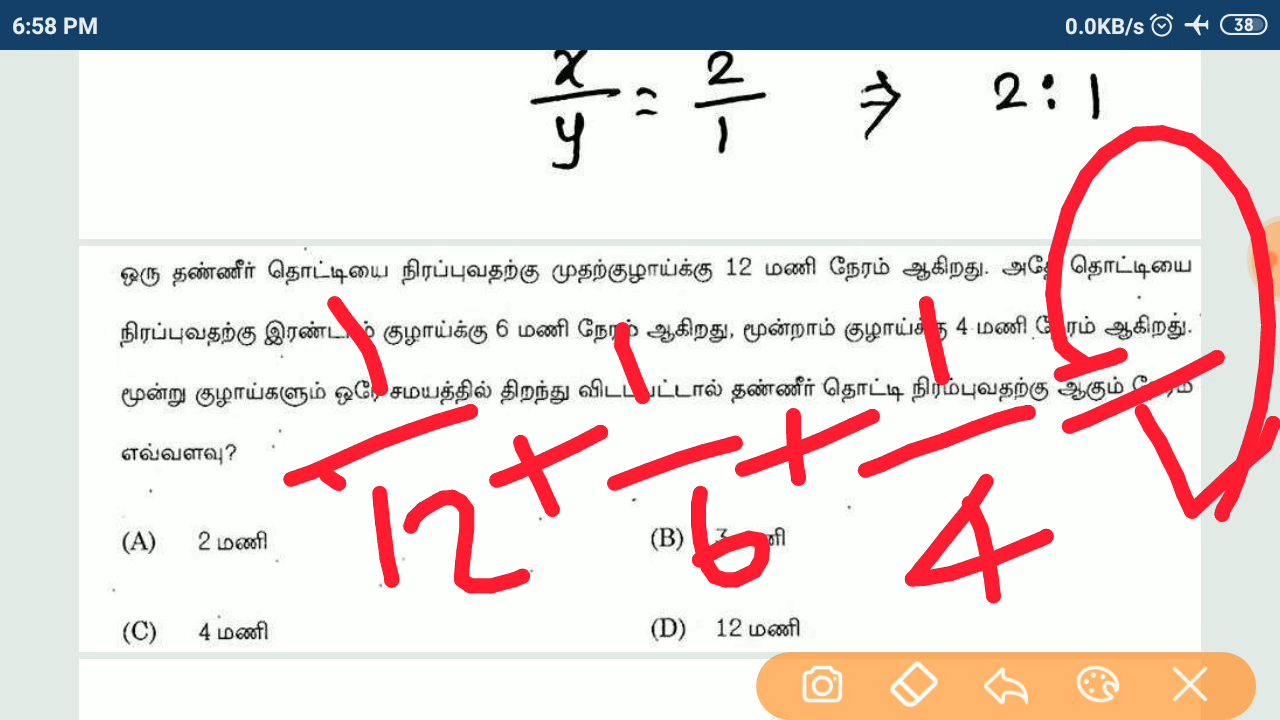 6:58 PM 0.0KB/s 38
x/y = 2/1 ⇒ 2 : 1
ஒரு தண்ணீர் தொட்டியை நிரப்புவதற்கு முதற்குழாய்க்கு 12 மணி நேரம் ஆகிறது. அதே தொட்டியை
நிரப்புவதற்கு இரண்டாம் குழாய்க்கு 6 மணி நேரம் ஆகிறது, மூன்றாம் குழாய்க்கு 4 மணி நேரம் ஆகிறது.
மூன்று குழாய்களும் ஒரே சமயத்தில் திறந்து விடப்பட்டால் தண்ணீர் தொட்டி நிரம்புவதற்கு ஆகும் நேரம்
எவ்வளவு?
1/12 + 1/6 + 1/4
(A) 2 மணி (B) 3 மணி
(C) 4 மணி (D) 12 மணி